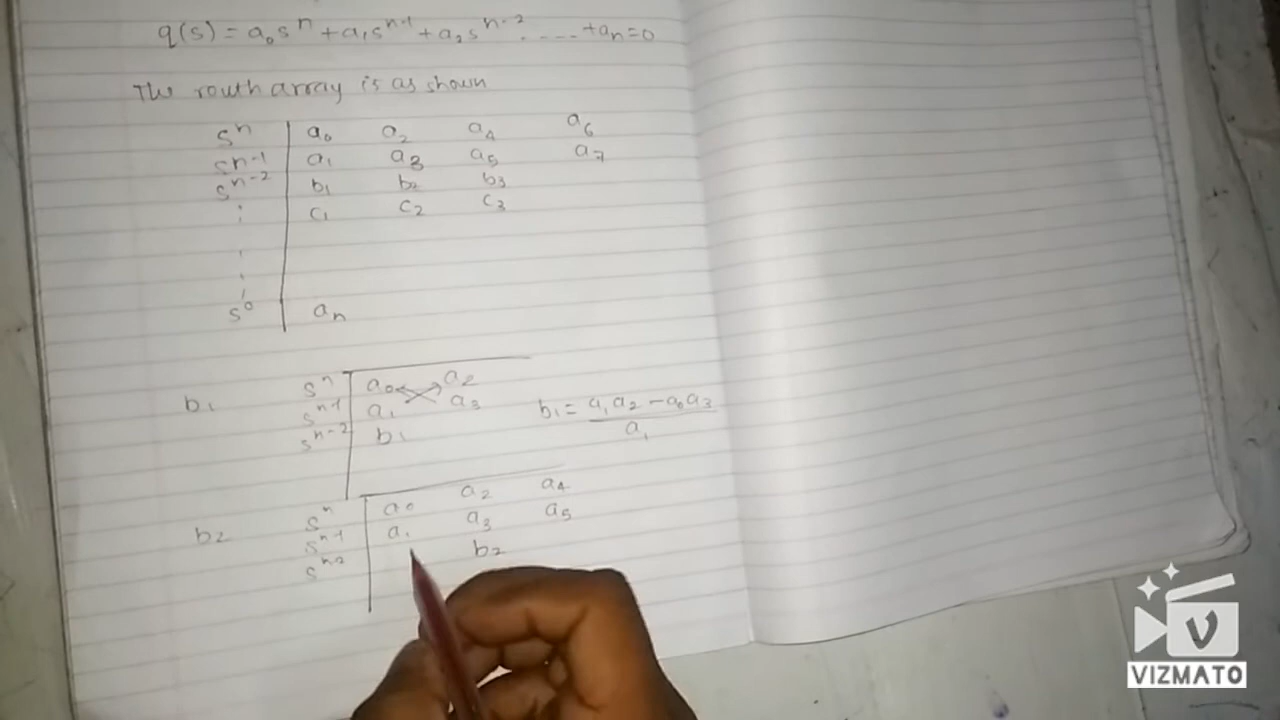 q(s) = a₀sⁿ + a₁sⁿ⁻¹ + a₂sⁿ⁻² ..... + aₙ = 0
The routh array is as shown
sⁿ a₀ a₂ a₄ a₆
sⁿ⁻¹ a₁ a₃ a₅ a₇
sⁿ⁻² b₁ b₂ b₃
: c₁ c₂ c₃
s⁰ aₙ
b₁
sⁿ a₀ a₂
sⁿ⁻¹ a₁ a₃
sⁿ⁻² b₁
b₁ = (a₁a₂ - a₀a₃) / a₁
b₂
sⁿ a₀ a₂ a₄
sⁿ⁻¹ a₁ a₃ a₅
sⁿ⁻² b₂
V
VIZMATO